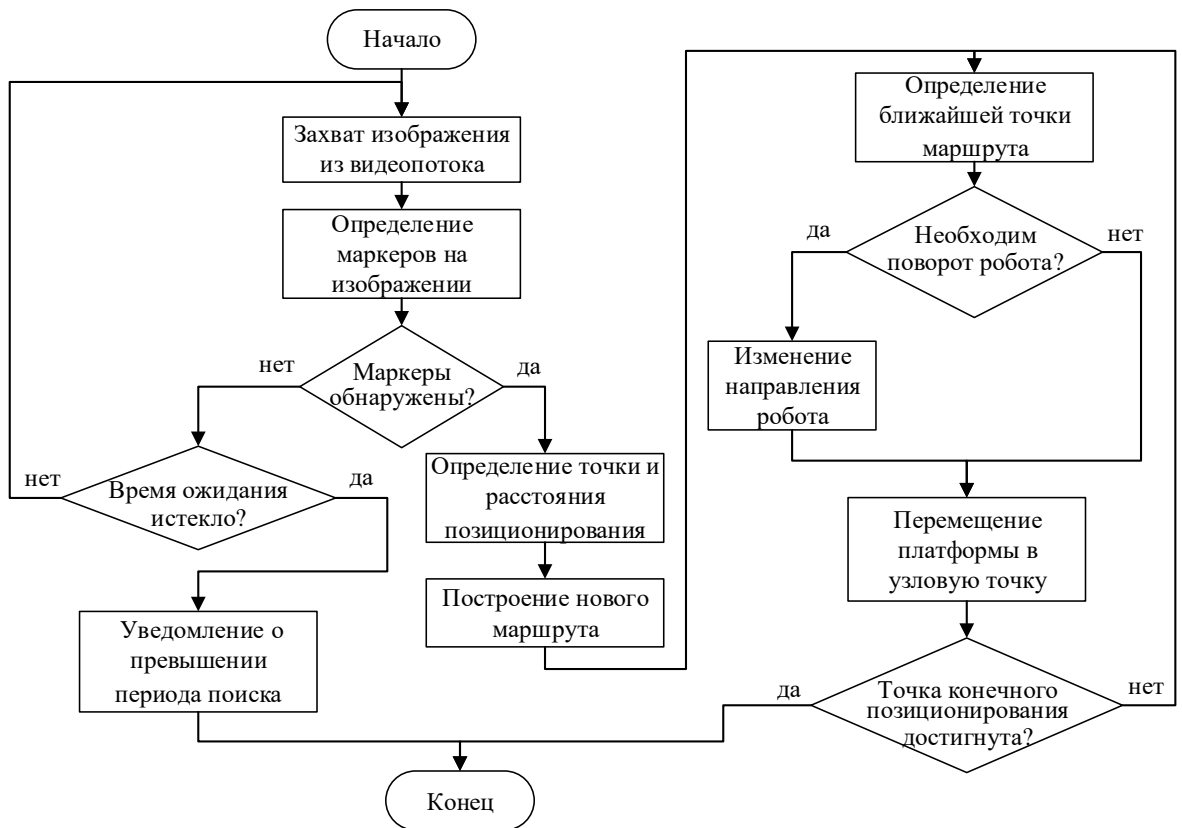 Начало
Захват изображения
из видеопотока
Определение
маркеров на
изображении
Маркеры
обнаружены?
нет
да
Время ожидания
истекло?
нет
да
Уведомление о
превышении
периода поиска
Определение точки и
расстояния
позиционирования
Построение нового
маршрута
Определение
ближайшей точки
маршрута
Необходим
поворот робота?
да
нет
Изменение
направления
робота
Перемещение
платформы в
узловую точку
Точка конечного
позиционирования
достигнута?
да
нет
Конец